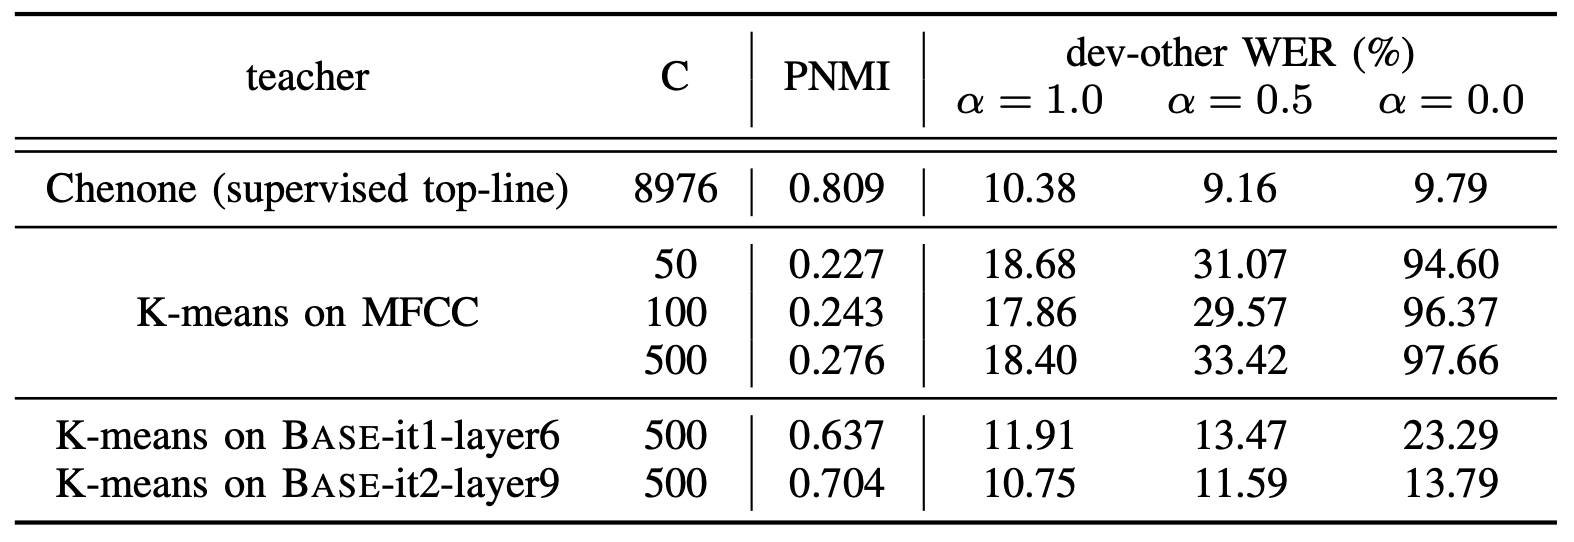 teacher C PNMI dev-other WER (%)
α = 1.0 α = 0.5 α = 0.0
Chenone (supervised top-line) 8976 0.809 10.38 9.16 9.79
50 0.227 18.68 31.07 94.60
K-means on MFCC 100 0.243 17.86 29.57 96.37
500 0.276 18.40 33.42 97.66
K-means on BASE-it1-layer6 500 0.637 11.91 13.47 23.29
K-means on BASE-it2-layer9 500 0.704 10.75 11.59 13.79